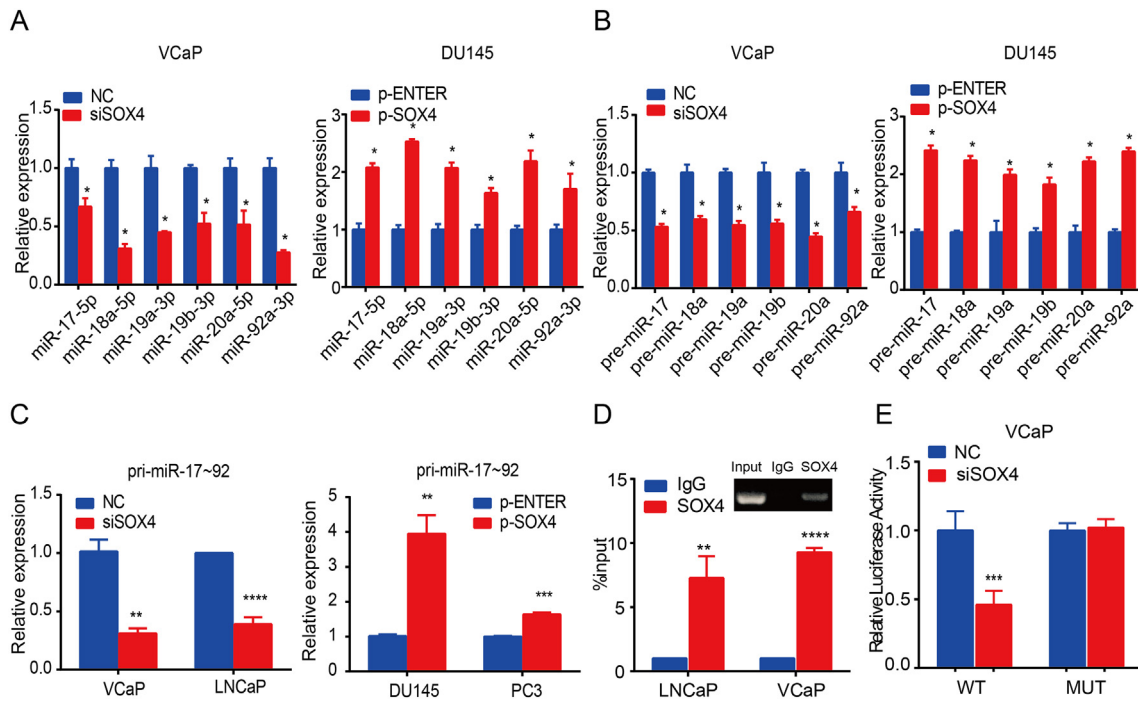 A
VCaP
NC
siSOX4
Relative expression
1.5
1.0
0.5
0.0
* * * * * *
miR-17-5p
miR-18a-5p
miR-19a-3p
miR-19b-3p
miR-20a-5p
miR-92a-3p
DU145
p-ENTER
p-SOX4
Relative expression
3
2
1
0
* * * * * *
miR-17-5p
miR-18a-5p
miR-19a-3p
miR-19b-3p
miR-20a-5p
miR-92a-3p
B
VCaP
NC
siSOX4
Relative expression
1.5
1.0
0.5
0.0
* * * * * *
pre-miR-17
pre-miR-18a
pre-miR-19a
pre-miR-19b
pre-miR-20a
pre-miR-92a
DU145
p-ENTER
p-SOX4
Relative expression
3
2
1
0
* * * * * *
pre-miR-17
pre-miR-18a
pre-miR-19a
pre-miR-19b
pre-miR-20a
pre-miR-92a
C
pri-miR-17~92
NC
siSOX4
Relative expression
1.5
1.0
0.5
0.0
** ****
VCaP LNCaP
pri-miR-17~92
p-ENTER
p-SOX4
Relative expression
5
4
3
2
1
0
** ***
DU145 PC3
D
IgG
SOX4
Input IgG SOX4
%input
15
10
5
0
** ****
LNCaP VCaP
E
VCaP
NC
siSOX4
Relative Luciferase Activity
1.5
1.0
0.5
0.0
***
WT MUT